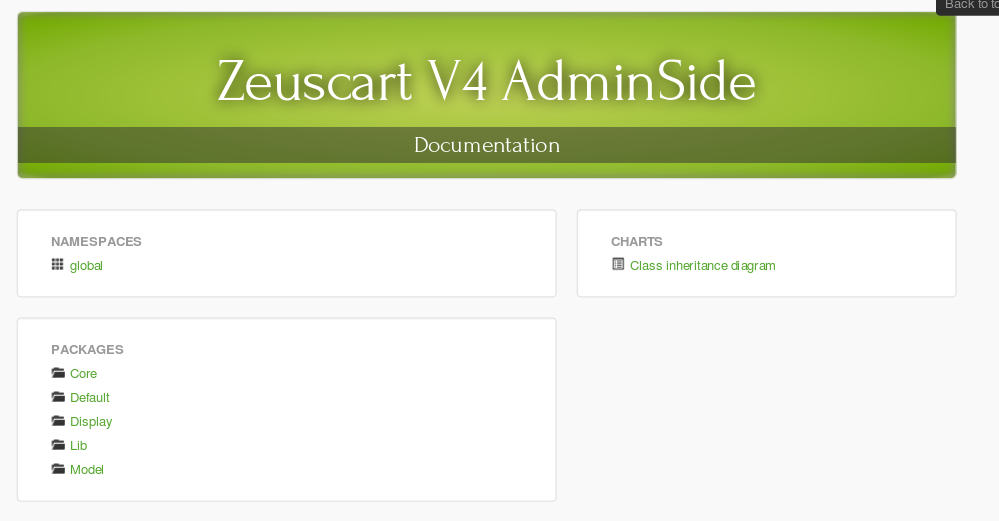 Back to to
Zeuscart V4 AdminSide
Documentation
NAMESPACES
global
CHARTS
Class inheritance diagram
PACKAGES
Core
Default
Display
Lib
Model